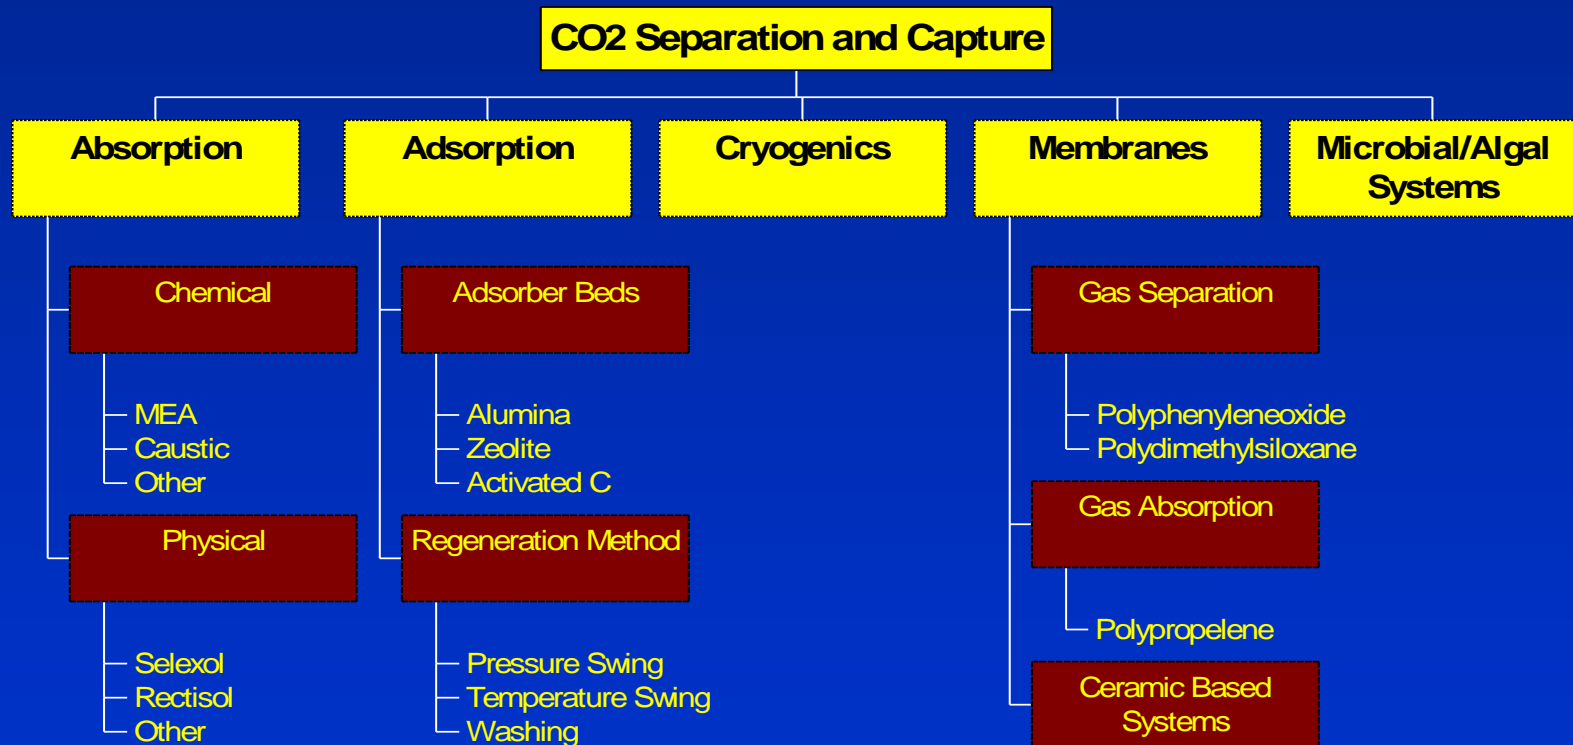 CO2 Separation and Capture
Absorption
Adsorption
Cryogenics
Membranes
Microbial/Algal
Systems
Chemical
MEA
Caustic
Other
Physical
Selexol
Rectisol
Other
Adsorber Beds
Alumina
Zeolite
Activated C
Regeneration Method
Pressure Swing
Temperature Swing
Washing
Gas Separation
Polyphenyleneoxide
Polydimethylsiloxane
Gas Absorption
Polypropelene
Ceramic Based
Systems